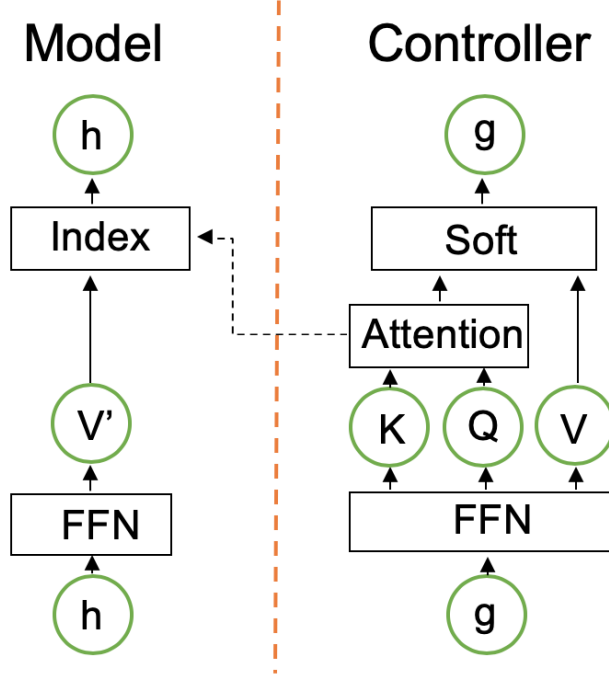 Model
h
Index
V'
FFN
h
Controller
g
Soft
Attention
K Q V
FFN
g